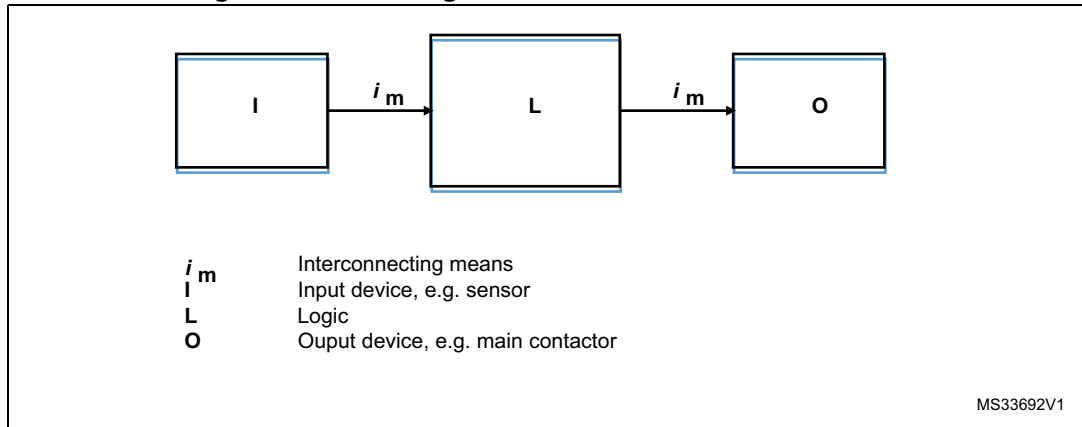 i m
i m
I
L
O
i m Interconnecting means
I Input device, e.g. sensor
L Logic
O Ouput device, e.g. main contactor
MS33692V1